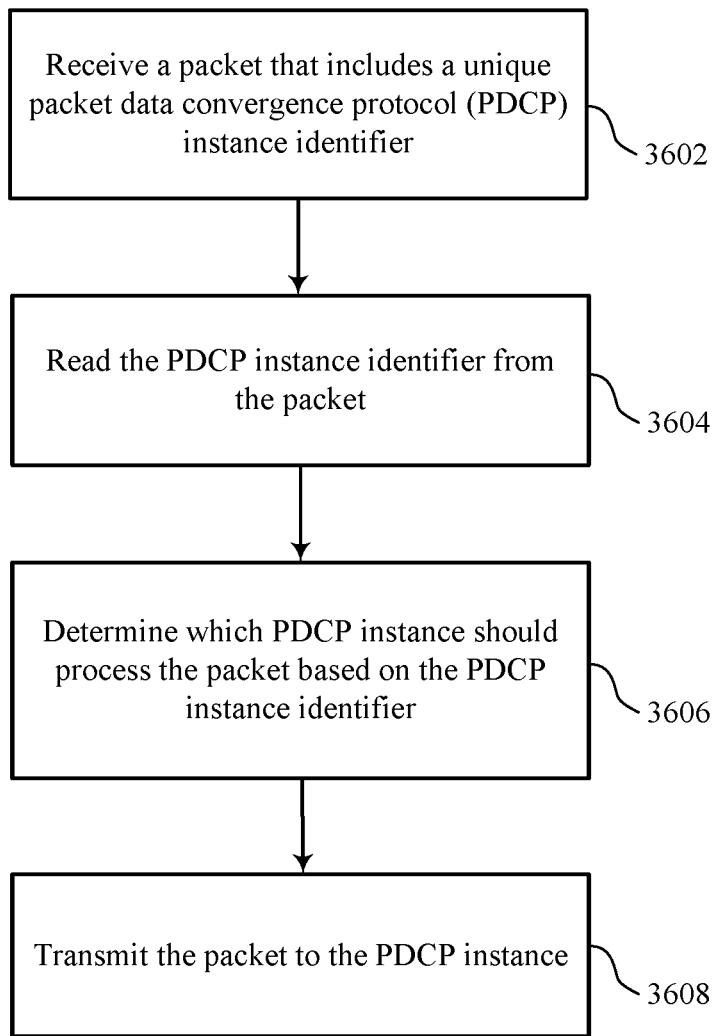 Receive a packet that includes a unique
packet data convergence protocol (PDCP)
instance identifier
3602
Read the PDCP instance identifier from
the packet
3604
Determine which PDCP instance should
process the packet based on the PDCP
instance identifier
3606
Transmit the packet to the PDCP instance
3608